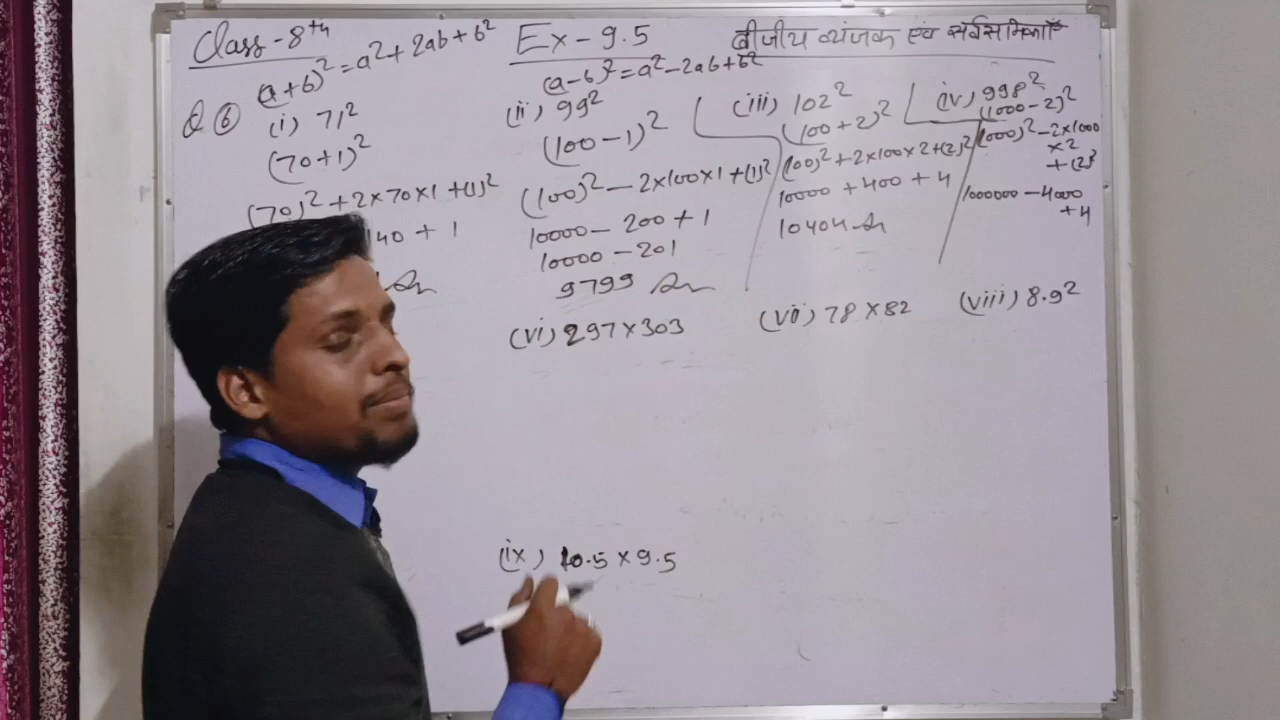 Class-8th
Ex-9.5
बीजीय व्यंजक एवं सर्वसमिकाएँ
(a+b)² = a² + 2ab + b²
(a-b)² = a² - 2ab + b²
Q.⑥
(i) 71²
(70+1)²
(70)² + 2×70×1 + (1)²
140 + 1
Ans
(ii) 99²
(100-1)²
(100)² - 2×100×1 + (1)²
10000 - 200 + 1
10000 - 201
9799 Ans
(iii) 102²
(100+2)²
(100)² + 2×100×2 + (2)²
10000 + 400 + 4
10404 Ans
(iv) 998²
(1000-2)²
(1000)² - 2×1000
×2
+ (2)²
1000000 - 4000
+ 4
(vi) 297×303
(vii) 78×82
(viii) 8.9²
(ix) 10.5×9.5